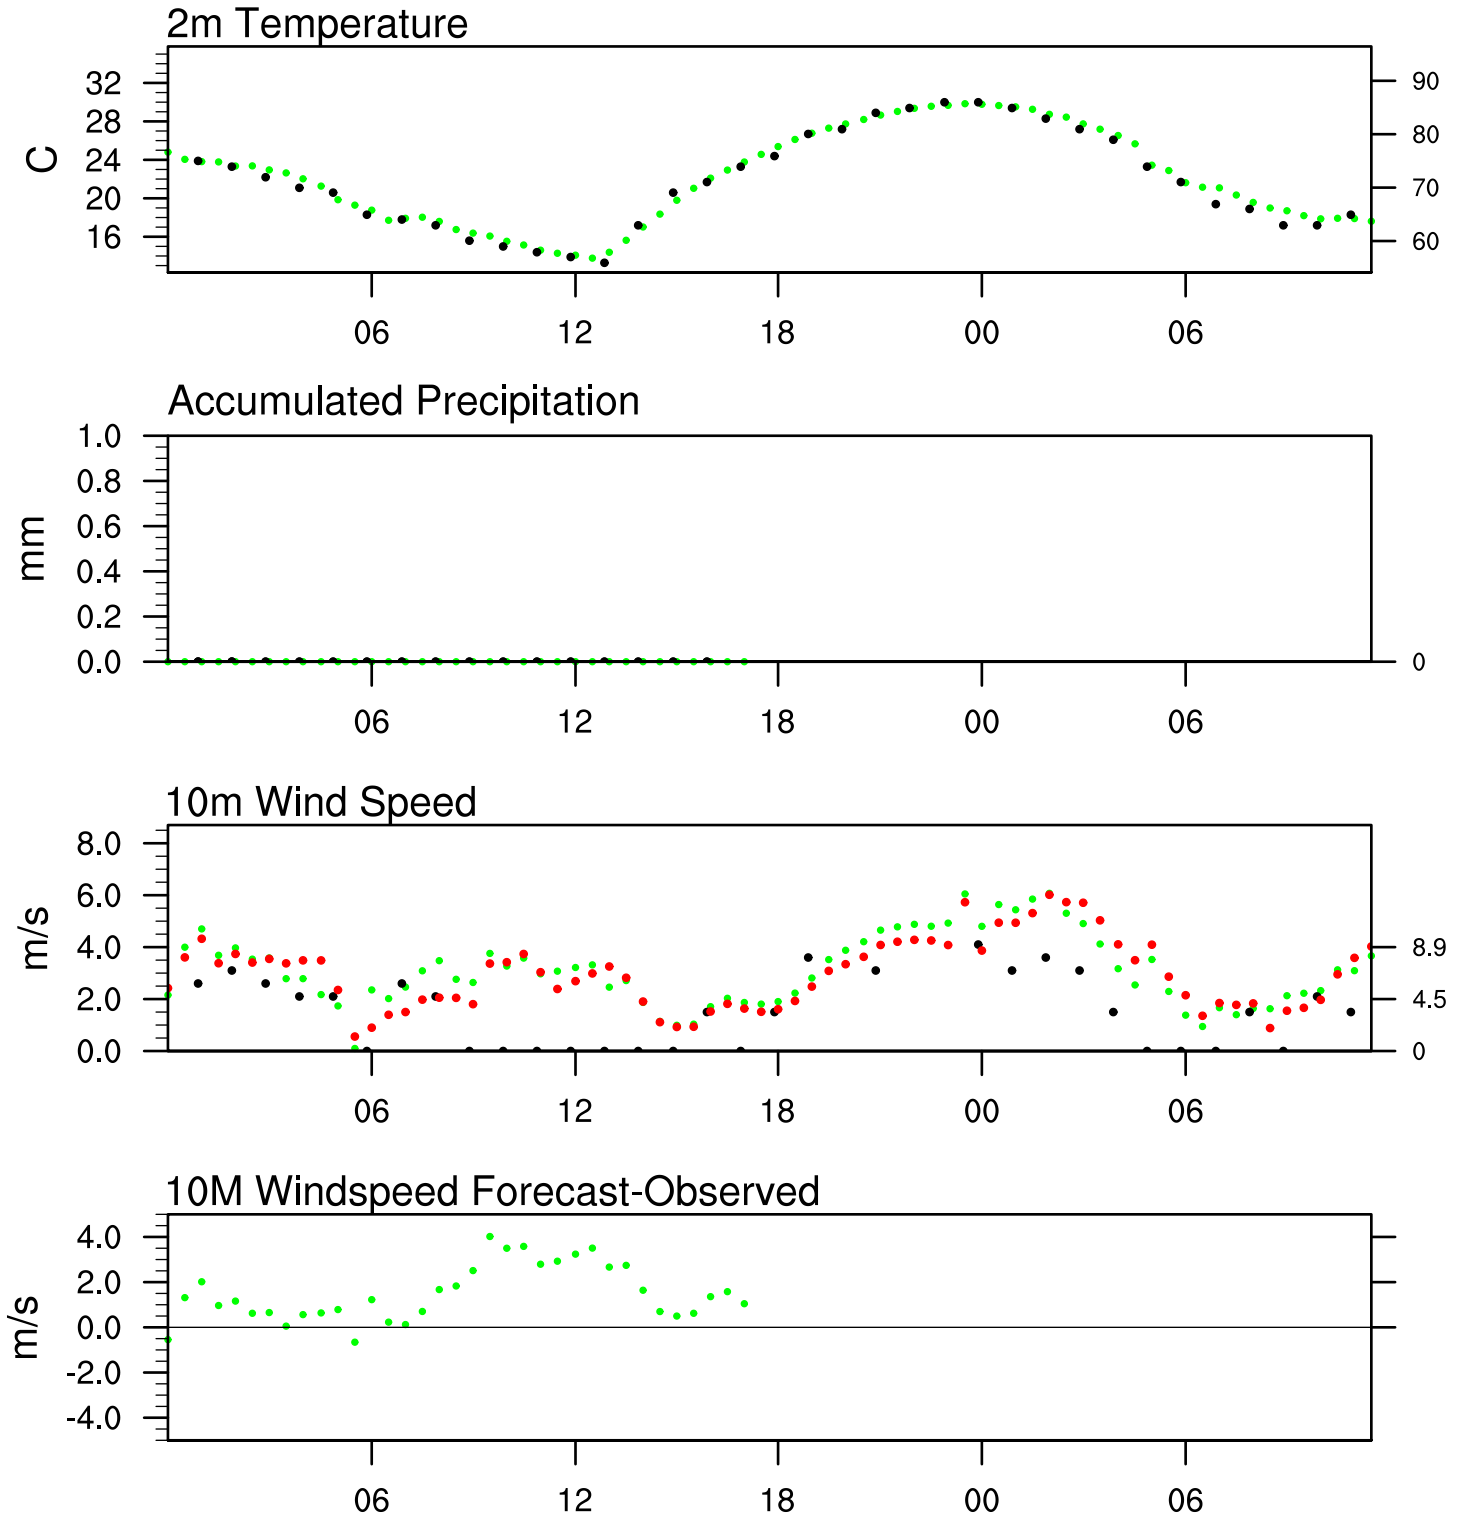 2m Temperature
C
32
28
24
20
16
90
80
70
60
06 12 18 00 06
Accumulated Precipitation
mm
1.0
0.8
0.6
0.4
0.2
0.0
0
06 12 18 00 06
10m Wind Speed
m/s
8.0
6.0
4.0
2.0
0.0
8.9
4.5
0
06 12 18 00 06
10M Windspeed Forecast-Observed
m/s
4.0
2.0
0.0
-2.0
-4.0
06 12 18 00 06